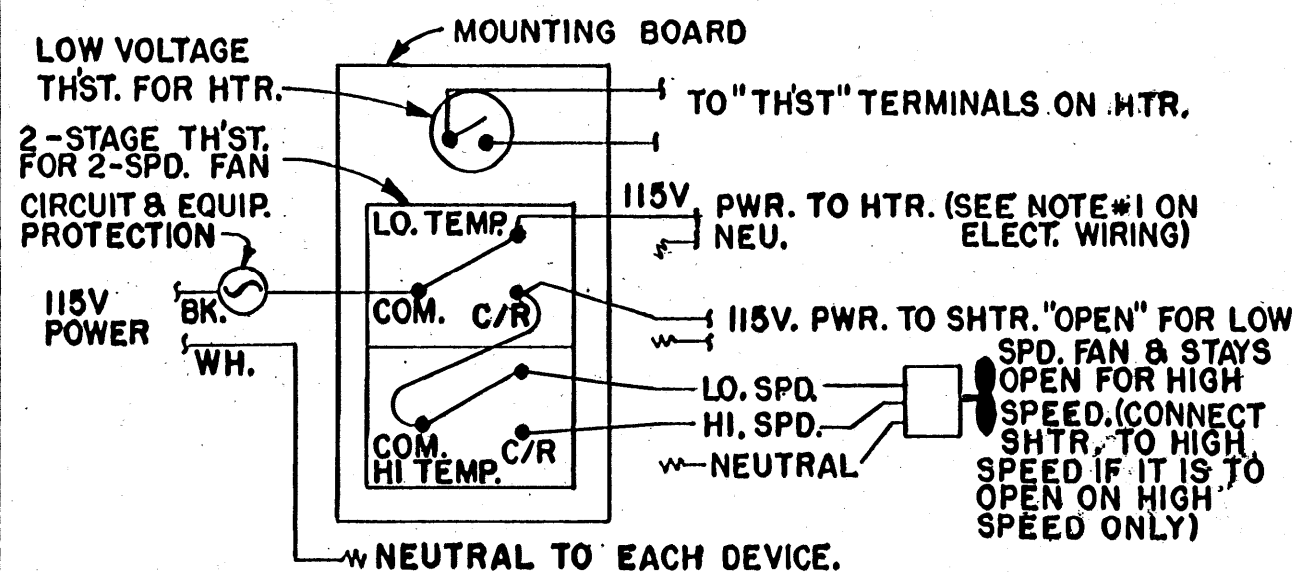 MOUNTING BOARD
LOW VOLTAGE
TH'ST. FOR HTR.
TO "TH'ST" TERMINALS ON HTR.
2-STAGE TH'ST.
FOR 2-SPD. FAN
CIRCUIT & EQUIP.
PROTECTION
LO. TEMP.
115V
PWR. TO HTR. (SEE NOTE #1 ON
NEU. ELECT. WIRING)
115V
POWER
BK.
WH.
COM.
C/R
115V. PWR. TO SHTR. "OPEN" FOR LOW
SPD. FAN & STAYS
OPEN FOR HIGH
SPEED. (CONNECT
SHTR. TO HIGH
SPEED IF IT IS TO
OPEN ON HIGH
SPEED ONLY)
LO. SPD.
HI. SPD.
NEUTRAL
COM.
HI TEMP.
C/R
NEUTRAL TO EACH DEVICE.